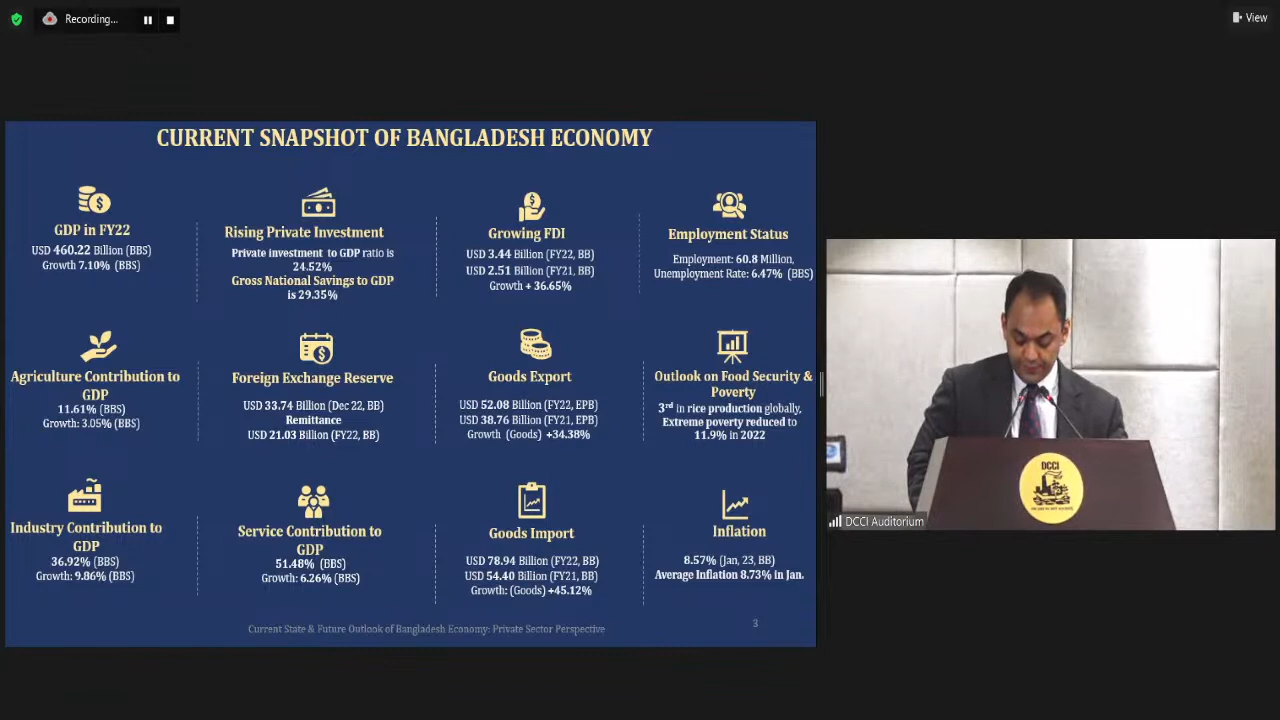 Recording...
View
CURRENT SNAPSHOT OF BANGLADESH ECONOMY
GDP in FY22
USD 460.22 Billion (BBS)
Growth 7.10% (BBS)
Rising Private Investment
Private investment to GDP ratio is
24.52%
Gross National Savings to GDP
is 29.35%
Growing FDI
USD 3.44 Billion (FY22, BB)
USD 2.51 Billion (FY21, BB)
Growth + 36.65%
Employment Status
Employment: 60.8 Million,
Unemployment Rate: 6.47% (BBS)
Agriculture Contribution to
GDP
11.61% (BBS)
Growth: 3.05% (BBS)
Foreign Exchange Reserve
USD 33.74 Billion (Dec 22, BB)
Remittance
USD 21.03 Billion (FY22, BB)
Goods Export
USD 52.08 Billion (FY22, EPB)
USD 38.76 Billion (FY21, EPB)
Growth (Goods) +34.38%
Outlook on Food Security &
Poverty
3rd in rice production globally,
Extreme poverty reduced to
11.9% in 2022
Industry Contribution to
GDP
36.92% (BBS)
Growth: 9.86% (BBS)
Service Contribution to
GDP
51.48% (BBS)
Growth: 6.26% (BBS)
Goods Import
USD 78.94 Billion (FY22, BB)
USD 54.40 Billion (FY21, BB)
Growth: (Goods) +45.12%
Inflation
8.57% (Jan, 23, BB)
Average Inflation 8.73% in Jan.
Current State & Future Outlook of Bangladesh Economy: Private Sector Perspective
3
DCCI
DCCI Auditorium